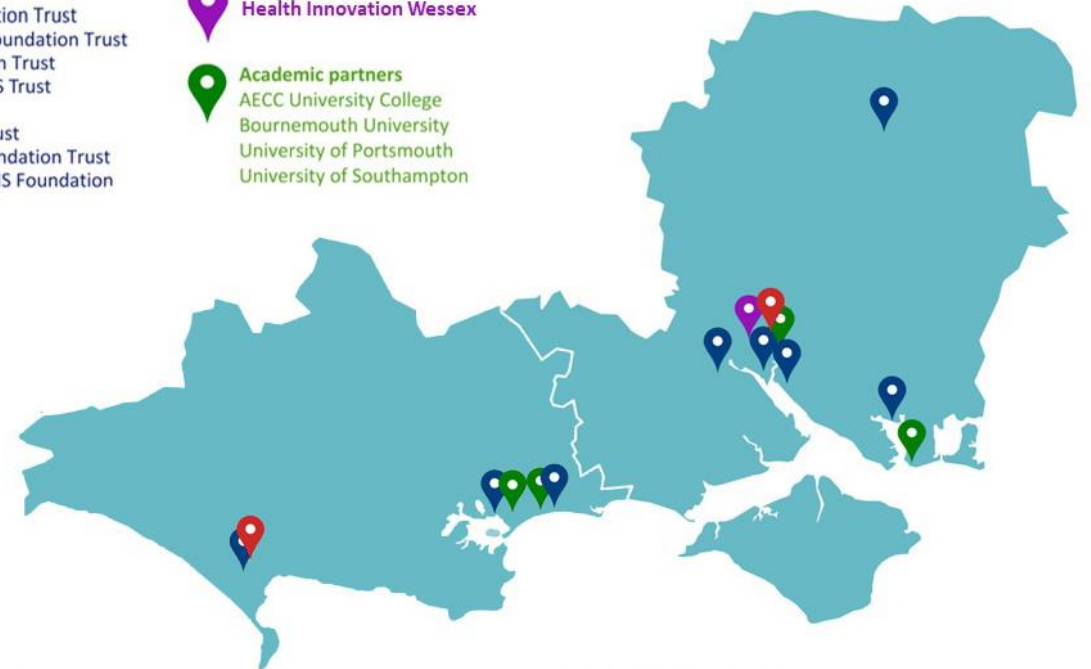 tion Trust
oundation Trust
n Trust
S Trust
ust
ndation Trust
IS Foundation
Health Innovation Wessex
Academic partners
AECC University College
Bournemouth University
University of Portsmouth
University of Southampton